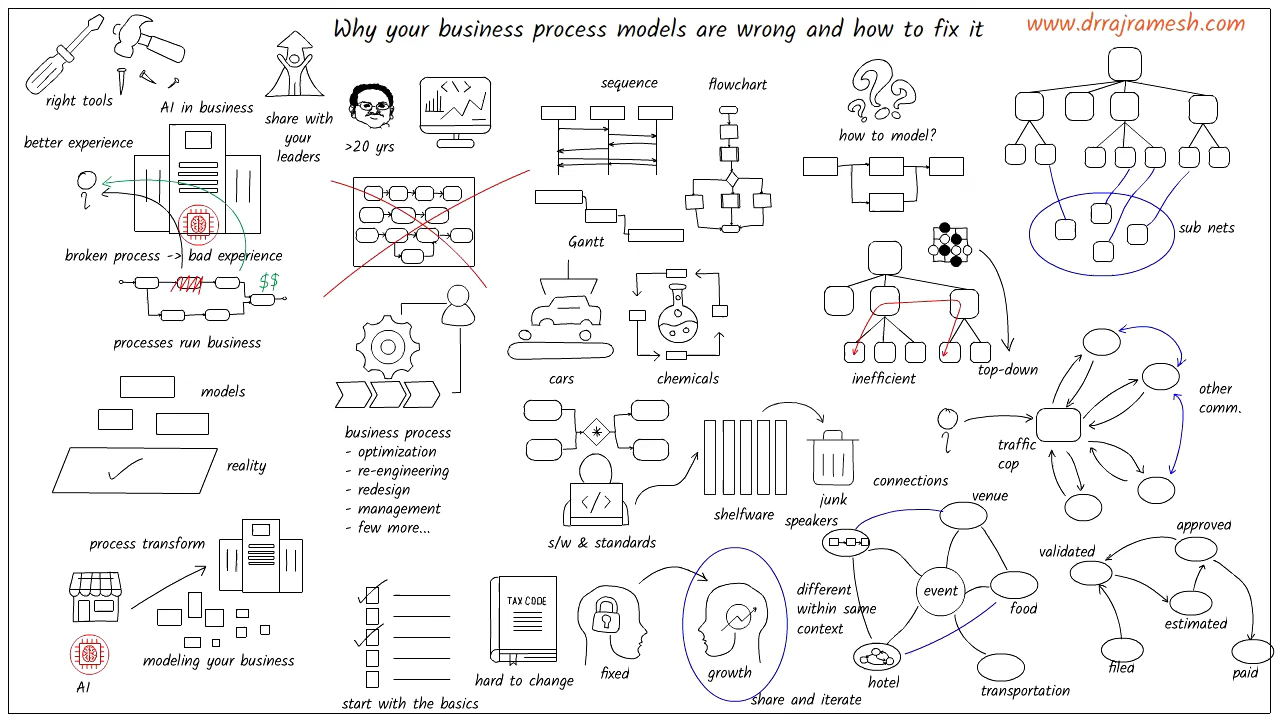 Why your business process models are wrong and how to fix it
www.drrajramesh.com
right tools
AI in business
share with
your
leaders
better experience
broken process -> bad experience
$$
processes run business
models
reality
process transform
AI
modeling your business
>20 yrs
</>
business process
- optimization
- re-engineering
- redesign
- management
- few more...
start with the basics
sequence
flowchart
Gantt
cars
chemicals
</>
s/w & standards
shelfware
junk
TAX CODE
hard to change
fixed
growth
share and iterate
how to model?
sub nets
inefficient
top-down
traffic
cop
other
comm.
connections
speakers
venue
different
within same
context
event
food
hotel
transportation
approved
validated
estimated
filed
paid